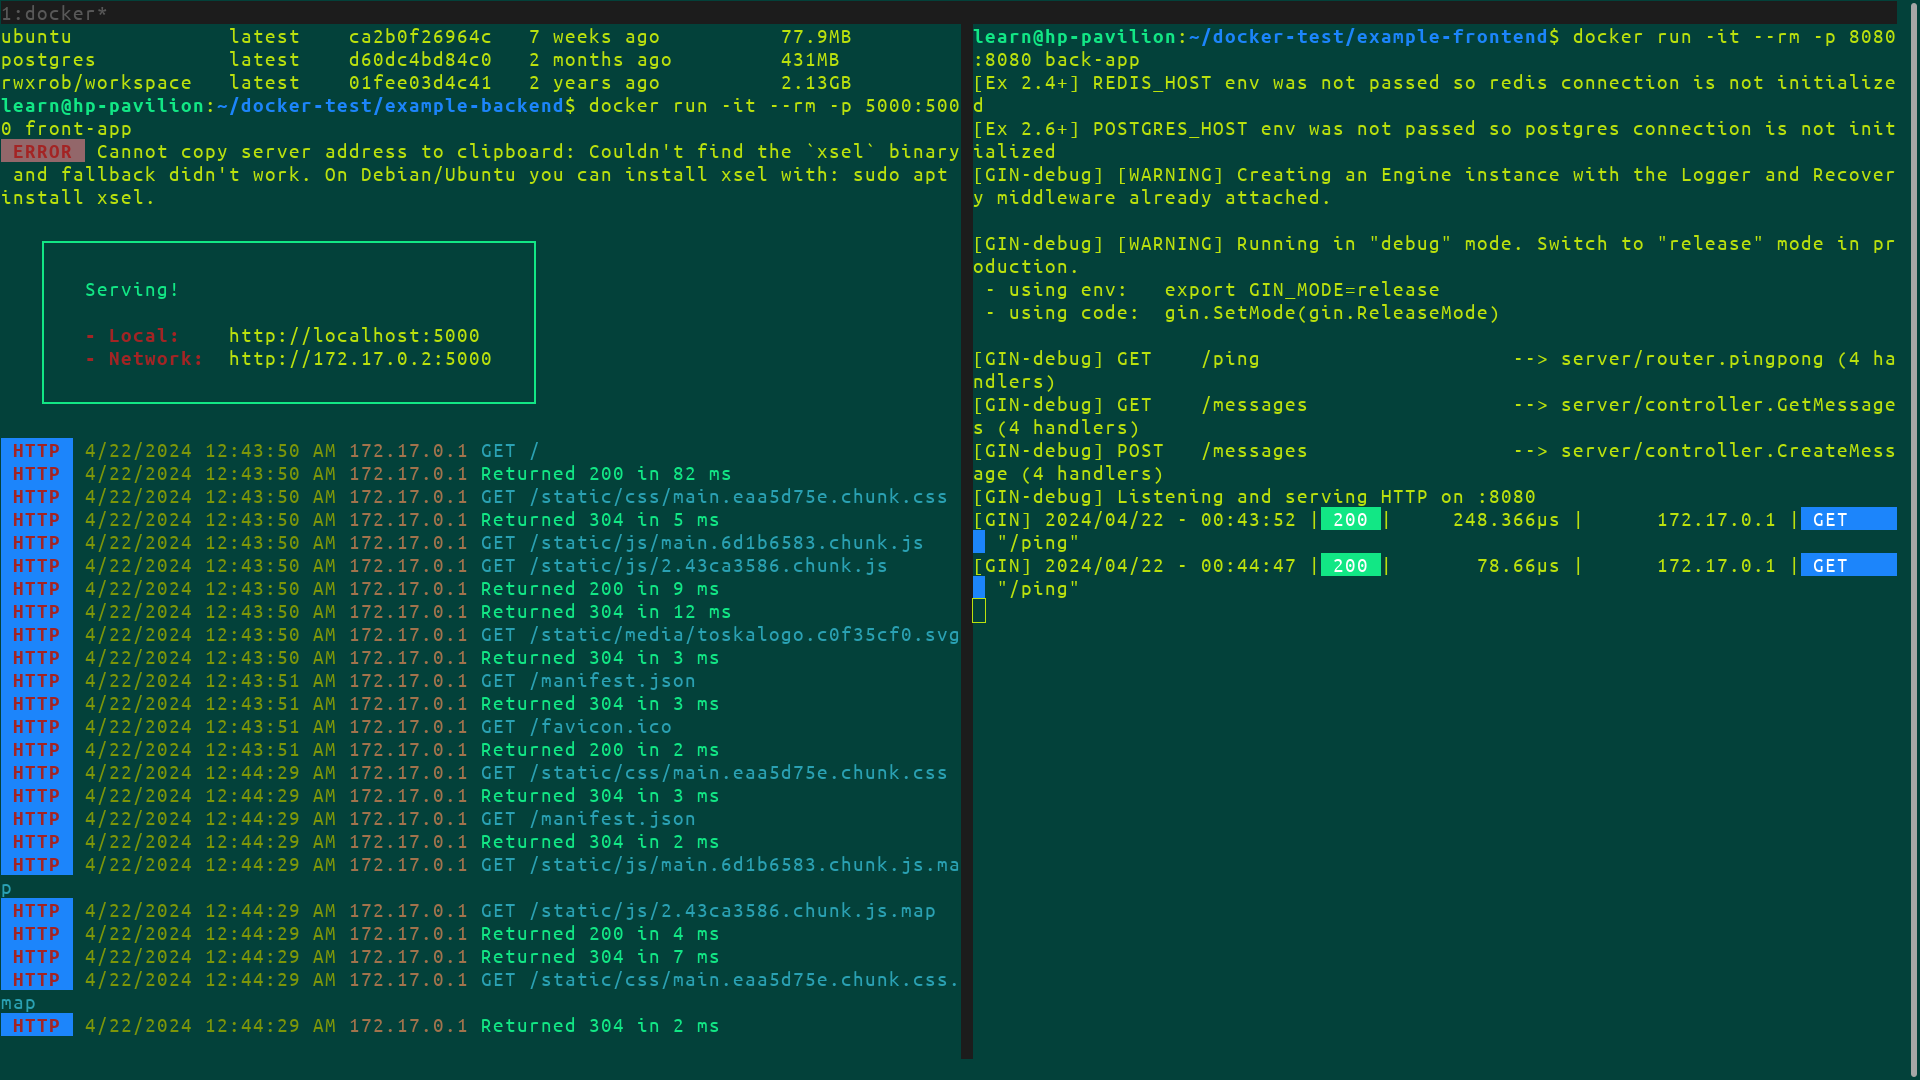 1:docker*
ubuntu             latest    ca2b0f26964c   7 weeks ago          77.9MB
postgres           latest    d60dc4bd84c0   2 months ago         431MB
rwxrob/workspace   latest    01fee03d4c41   2 years ago          2.13GB
learn@hp-pavilion:~/docker-test/example-backend$ docker run -it --rm -p 5000:500
0 front-app
ERROR  Cannot copy server address to clipboard: Couldn't find the `xsel` binary
 and fallback didn't work. On Debian/Ubuntu you can install xsel with: sudo apt
install xsel.
Serving!
- Local:    http://localhost:5000
- Network:  http://172.17.0.2:5000
HTTP  4/22/2024 12:43:50 AM 172.17.0.1 GET /
HTTP  4/22/2024 12:43:50 AM 172.17.0.1 Returned 200 in 82 ms
HTTP  4/22/2024 12:43:50 AM 172.17.0.1 GET /static/css/main.eaa5d75e.chunk.css
HTTP  4/22/2024 12:43:50 AM 172.17.0.1 Returned 304 in 5 ms
HTTP  4/22/2024 12:43:50 AM 172.17.0.1 GET /static/js/main.6d1b6583.chunk.js
HTTP  4/22/2024 12:43:50 AM 172.17.0.1 GET /static/js/2.43ca3586.chunk.js
HTTP  4/22/2024 12:43:50 AM 172.17.0.1 Returned 200 in 9 ms
HTTP  4/22/2024 12:43:50 AM 172.17.0.1 Returned 304 in 12 ms
HTTP  4/22/2024 12:43:50 AM 172.17.0.1 GET /static/media/toskalogo.c0f35cf0.svg
HTTP  4/22/2024 12:43:50 AM 172.17.0.1 Returned 304 in 3 ms
HTTP  4/22/2024 12:43:51 AM 172.17.0.1 GET /manifest.json
HTTP  4/22/2024 12:43:51 AM 172.17.0.1 Returned 304 in 3 ms
HTTP  4/22/2024 12:43:51 AM 172.17.0.1 GET /favicon.ico
HTTP  4/22/2024 12:43:51 AM 172.17.0.1 Returned 200 in 2 ms
HTTP  4/22/2024 12:44:29 AM 172.17.0.1 GET /static/css/main.eaa5d75e.chunk.css
HTTP  4/22/2024 12:44:29 AM 172.17.0.1 Returned 304 in 3 ms
HTTP  4/22/2024 12:44:29 AM 172.17.0.1 GET /manifest.json
HTTP  4/22/2024 12:44:29 AM 172.17.0.1 Returned 304 in 2 ms
HTTP  4/22/2024 12:44:29 AM 172.17.0.1 GET /static/js/main.6d1b6583.chunk.js.ma
p
HTTP  4/22/2024 12:44:29 AM 172.17.0.1 GET /static/js/2.43ca3586.chunk.js.map
HTTP  4/22/2024 12:44:29 AM 172.17.0.1 Returned 200 in 4 ms
HTTP  4/22/2024 12:44:29 AM 172.17.0.1 Returned 304 in 7 ms
HTTP  4/22/2024 12:44:29 AM 172.17.0.1 GET /static/css/main.eaa5d75e.chunk.css.
map
HTTP  4/22/2024 12:44:29 AM 172.17.0.1 Returned 304 in 2 ms
learn@hp-pavilion:~/docker-test/example-frontend$ docker run -it --rm -p 8080
:8080 back-app
[Ex 2.4+] REDIS_HOST env was not passed so redis connection is not initialize
d
[Ex 2.6+] POSTGRES_HOST env was not passed so postgres connection is not init
ialized
[GIN-debug] [WARNING] Creating an Engine instance with the Logger and Recover
y middleware already attached.
[GIN-debug] [WARNING] Running in "debug" mode. Switch to "release" mode in pr
oduction.
 - using env:   export GIN_MODE=release
 - using code:  gin.SetMode(gin.ReleaseMode)
[GIN-debug] GET    /ping                     --> server/router.pingpong (4 ha
ndlers)
[GIN-debug] GET    /messages                 --> server/controller.GetMessage
s (4 handlers)
[GIN-debug] POST   /messages                 --> server/controller.CreateMess
age (4 handlers)
[GIN-debug] Listening and serving HTTP on :8080
[GIN] 2024/04/22 - 00:43:52 | 200 |     248.366µs |      172.17.0.1 | GET
  "/ping"
[GIN] 2024/04/22 - 00:44:47 | 200 |       78.66µs |      172.17.0.1 | GET
  "/ping"